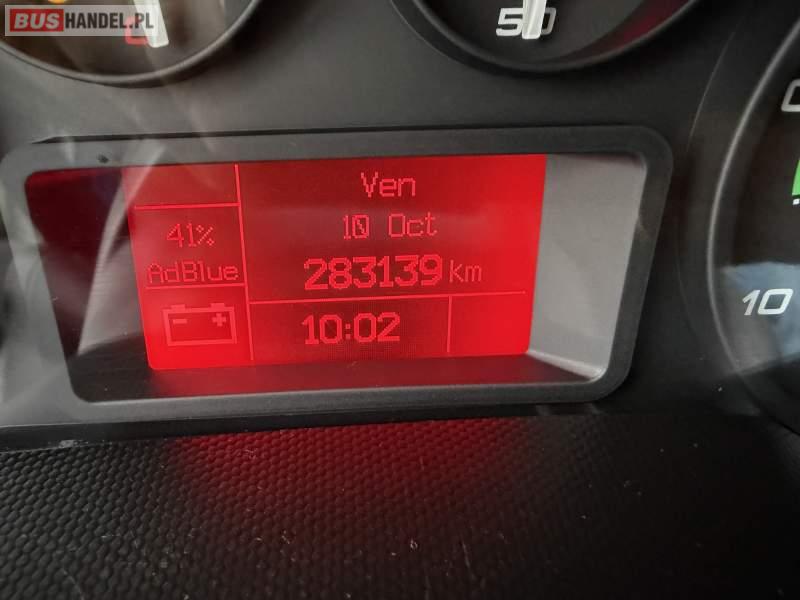 BUSHANDEL.PL
50
Ven
10 Oct
41%
AdBlue
283139 km
10:02
10